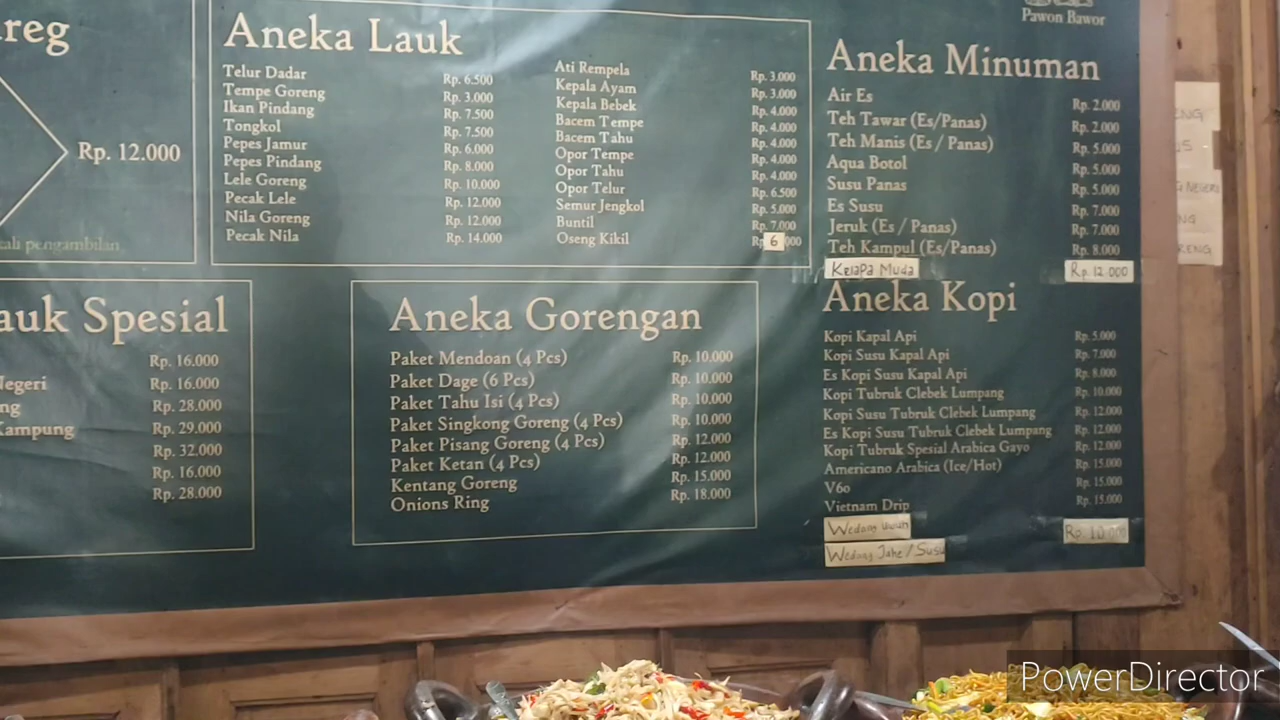 reg
Rp. 12.000
ali pengambilan
Aneka Lauk
Telur Dadar Rp. 6.500
Tempe Goreng Rp. 3.000
Ikan Pindang Rp. 7.500
Tongkol Rp. 7.500
Pepes Jamur Rp. 6.000
Pepes Pindang Rp. 8.000
Lele Goreng Rp. 10.000
Pecak Lele Rp. 12.000
Nila Goreng Rp. 12.000
Pecak Nila Rp. 14.000
Ati Rempela Rp. 3.000
Kepala Ayam Rp. 3.000
Kepala Bebek Rp. 4.000
Bacem Tempe Rp. 4.000
Bacem Tahu Rp. 4.000
Opor Tempe Rp. 4.000
Opor Tahu Rp. 4.000
Opor Telur Rp. 6.500
Semur Jengkol Rp. 5.000
Buntil Rp. 7.000
Oseng Kikil Rp 6 000
Pawon Bawor
Aneka Minuman
Air Es Rp. 2.000
Teh Tawar (Es/Panas) Rp. 2.000
Teh Manis (Es / Panas) Rp. 5.000
Aqua Botol Rp. 5.000
Susu Panas Rp. 5.000
Es Susu Rp. 7.000
Jeruk (Es / Panas) Rp. 7.000
Teh Kampul (Es/Panas) Rp. 8.000
Kelapa Muda Rp. 12.000
auk Spesial
Rp. 16.000
Negeri Rp. 16.000
ng Rp. 28.000
Kampung Rp. 29.000
Rp. 32.000
Rp. 16.000
Rp. 28.000
Aneka Gorengan
Paket Mendoan (4 Pcs) Rp. 10.000
Paket Dage (6 Pcs) Rp. 10.000
Paket Tahu Isi (4 Pcs) Rp. 10.000
Paket Singkong Goreng (4 Pcs) Rp. 10.000
Paket Pisang Goreng (4 Pcs) Rp. 12.000
Paket Ketan (4 Pcs) Rp. 12.000
Kentang Goreng Rp. 15.000
Onions Ring Rp. 18.000
Aneka Kopi
Kopi Kapal Api Rp. 5.000
Kopi Susu Kapal Api Rp. 7.000
Es Kopi Susu Kapal Api Rp. 8.000
Kopi Tubruk Clebek Lumpang Rp. 10.000
Kopi Susu Tubruk Clebek Lumpang Rp. 12.000
Es Kopi Susu Tubruk Clebek Lumpang Rp. 12.000
Kopi Tubruk Spesial Arabica Gayo Rp. 12.000
Americano Arabica (Ice/Hot) Rp. 15.000
V60 Rp. 15.000
Vietnam Drip Rp. 15.000
Wedang Uwuh Rp. 10.000
Wedang Jahe / Susu
ENG
US
G NEGERI
NG
RENG
PowerDirector